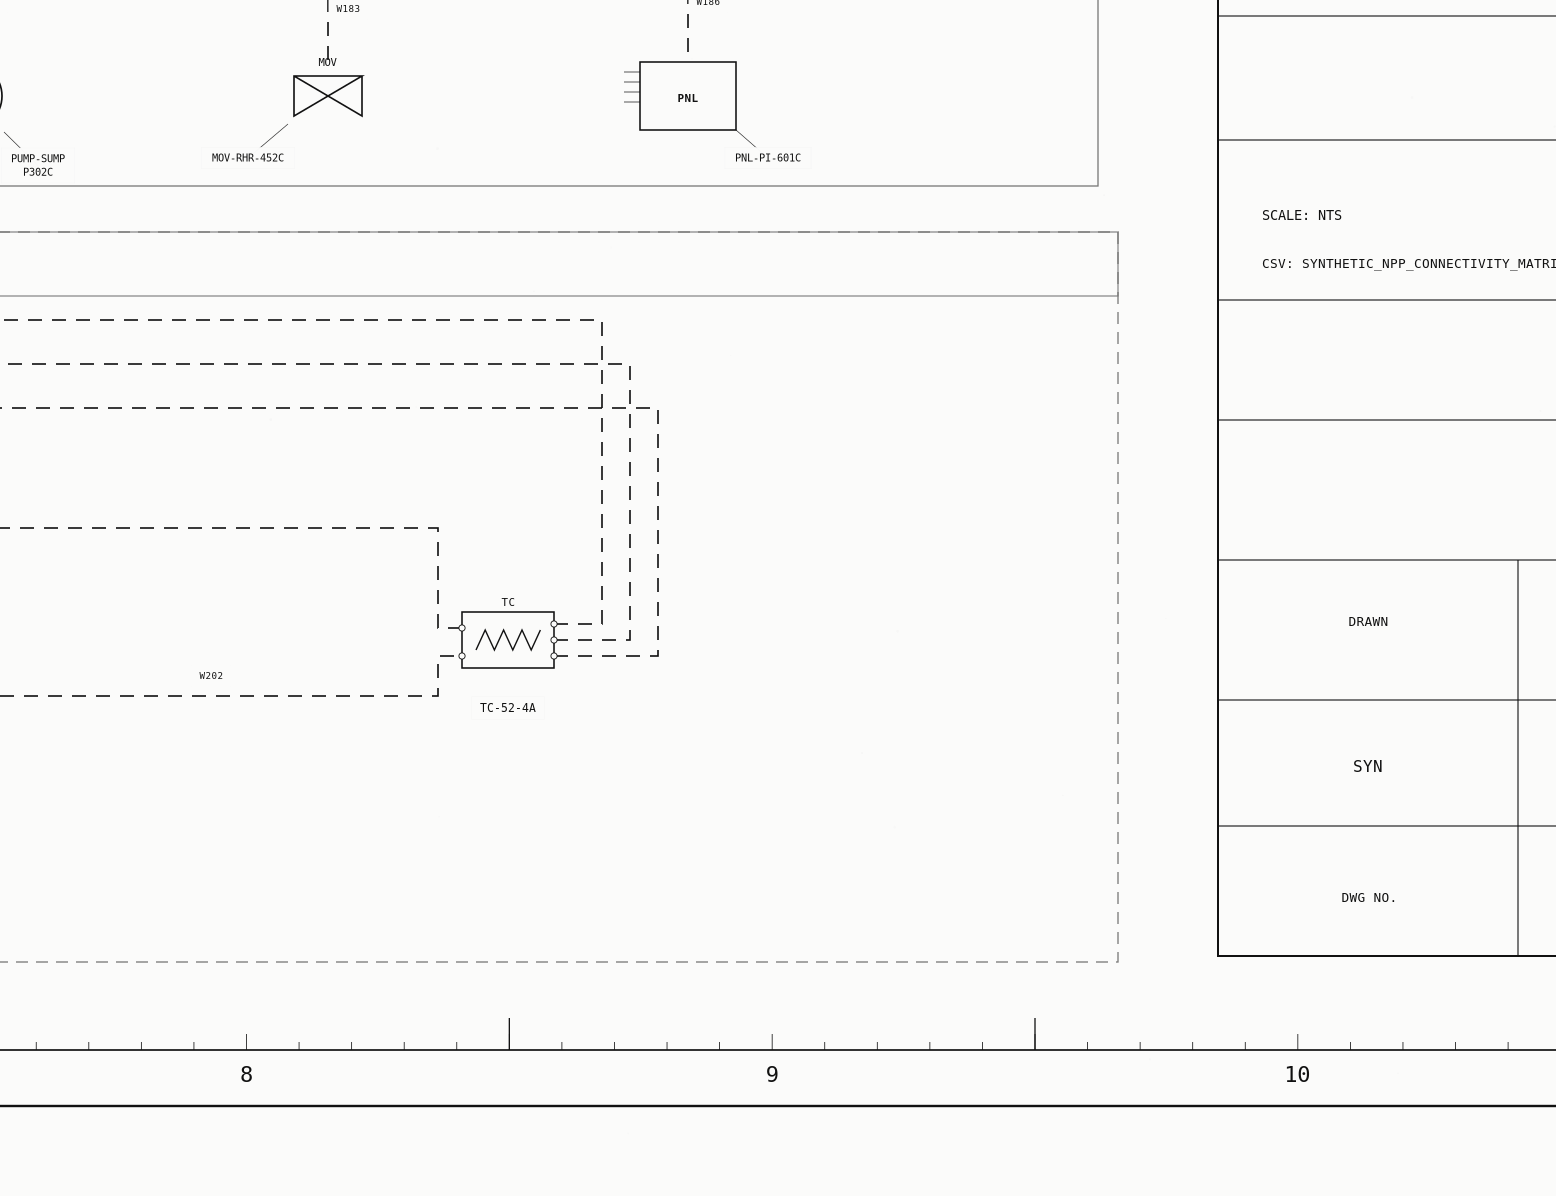 W183
W186
MOV
PNL
PUMP-SUMP
P302C
MOV-RHR-452C
PNL-PI-601C
SCALE: NTS
CSV: SYNTHETIC_NPP_CONNECTIVITY_MATRI
TC
W202
TC-52-4A
DRAWN
SYN
DWG NO.
8
9
10